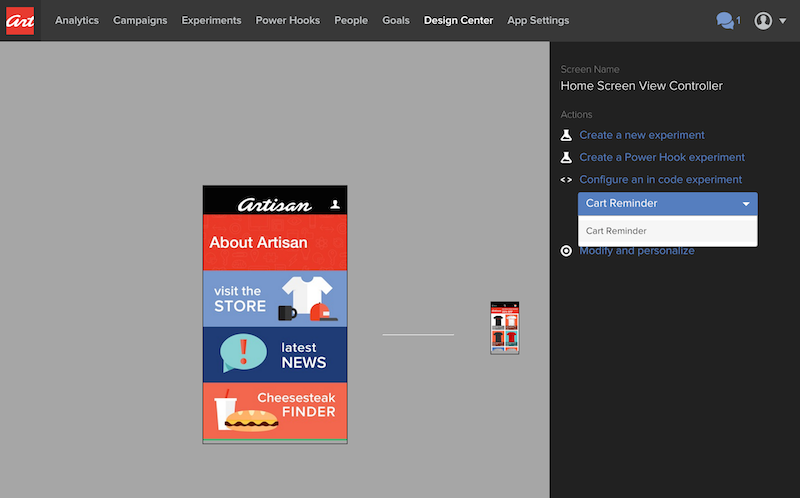 Art
Analytics
Campaigns
Experiments
Power Hooks
People
Goals
Design Center
App Settings
1
Screen Name
Home Screen View Controller
Actions
Create a new experiment
Create a Power Hook experiment
<> Configure an in code experiment
Cart Reminder
Cart Reminder
Modify and personalize
Artisan
About Artisan
visit the
STORE
latest
NEWS
Cheesesteak
FINDER